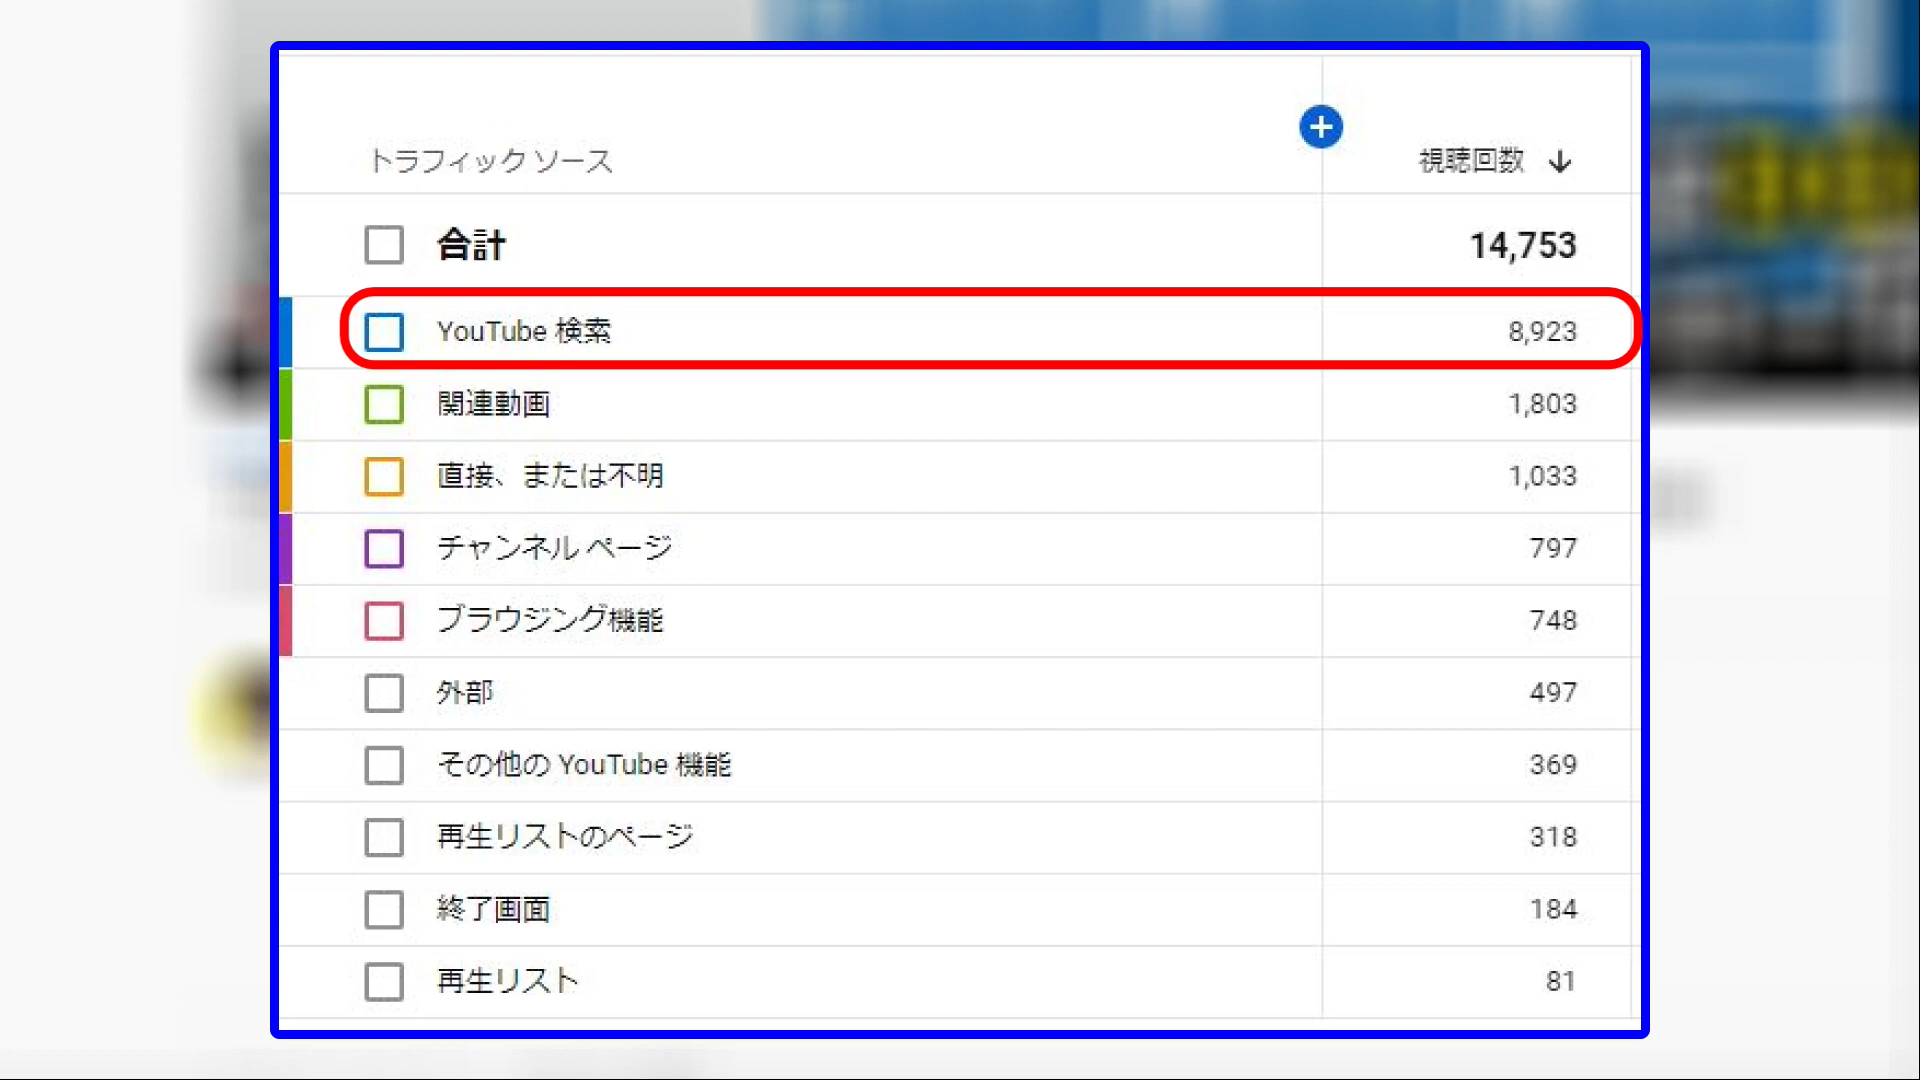 トラフィック ソース
視聴回数 ↓
合計 14,753
YouTube 検索 8,923
関連動画 1,803
直接、または不明 1,033
チャンネル ページ 797
ブラウジング機能 748
外部 497
その他の YouTube 機能 369
再生リストのページ 318
終了画面 184
再生リスト 81